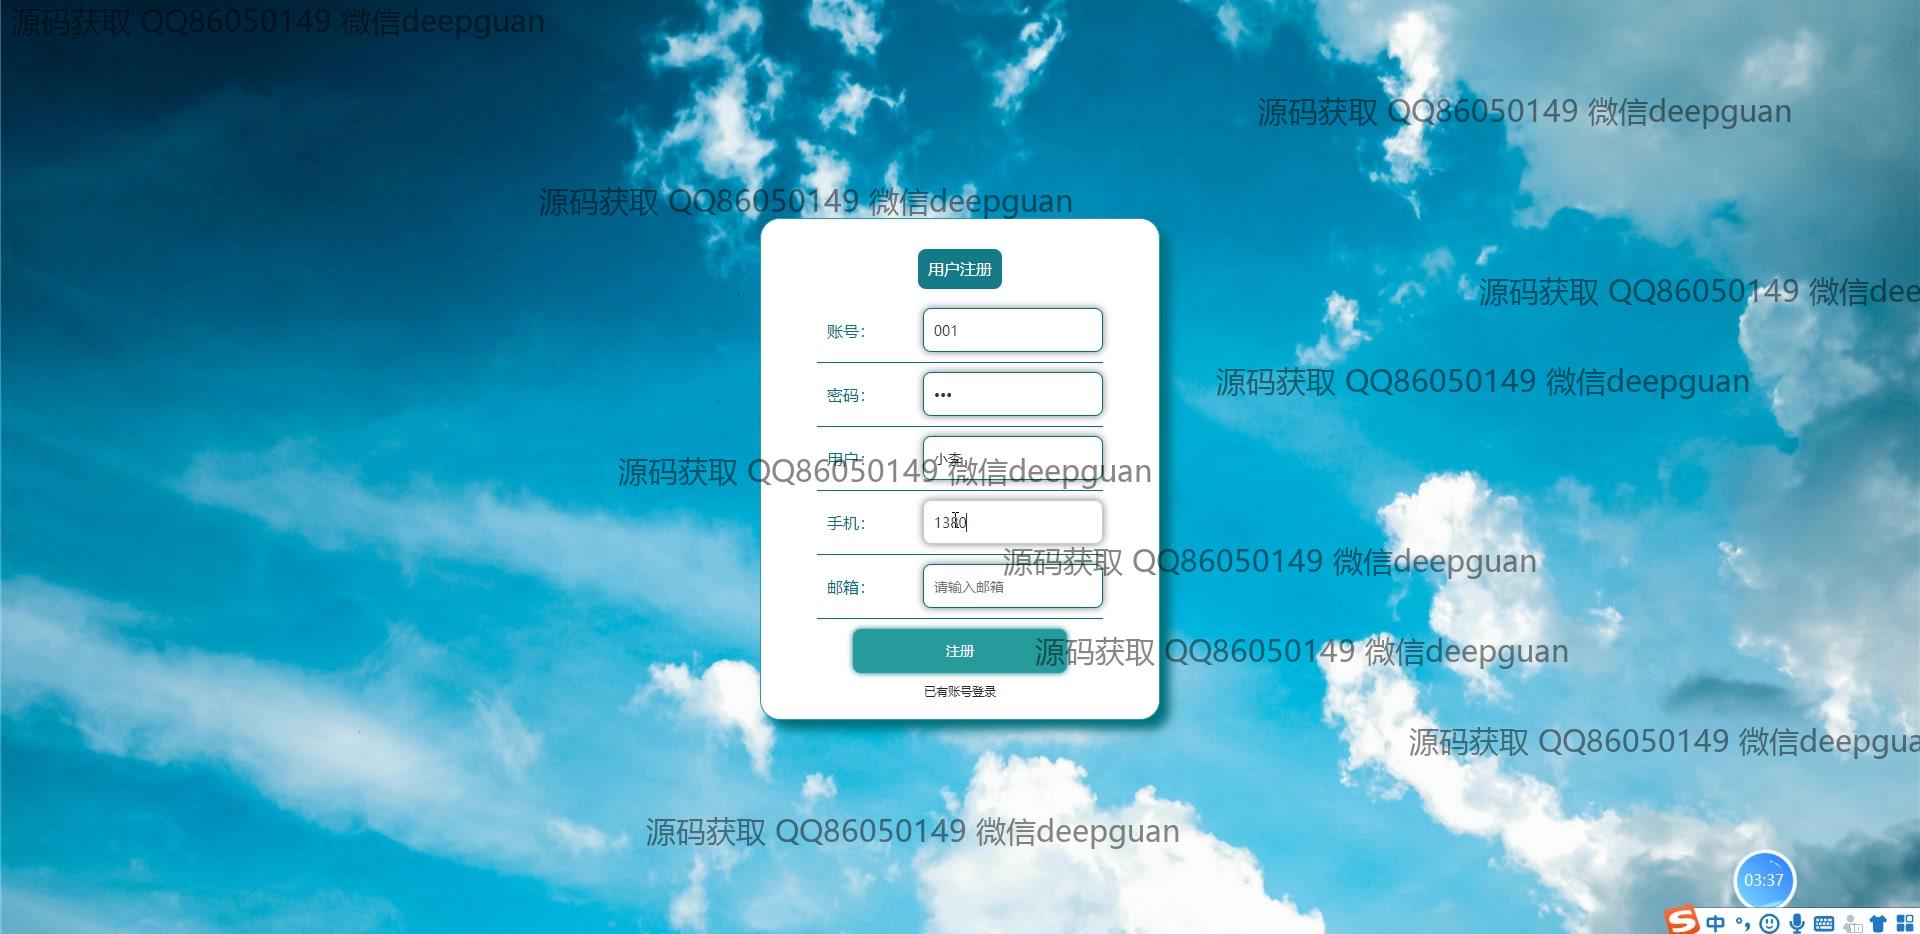 源码获取 QQ86050149 微信deepguan
源码获取 QQ86050149 微信deepguan
源码获取 QQ86050149 微信deepguan
用户注册
源码获取 QQ86050149 微信dee
账号：
001
源码获取 QQ86050149 微信deepguan
密码：
•••
用户：
小李
源码获取 QQ86050149 微信deepguan
手机：
1380
源码获取 QQ86050149 微信deepguan
邮箱：
请输入邮箱
注册
源码获取 QQ86050149 微信deepguan
已有账号登录
源码获取 QQ86050149 微信deepgua
源码获取 QQ86050149 微信deepguan
03:37
S 中